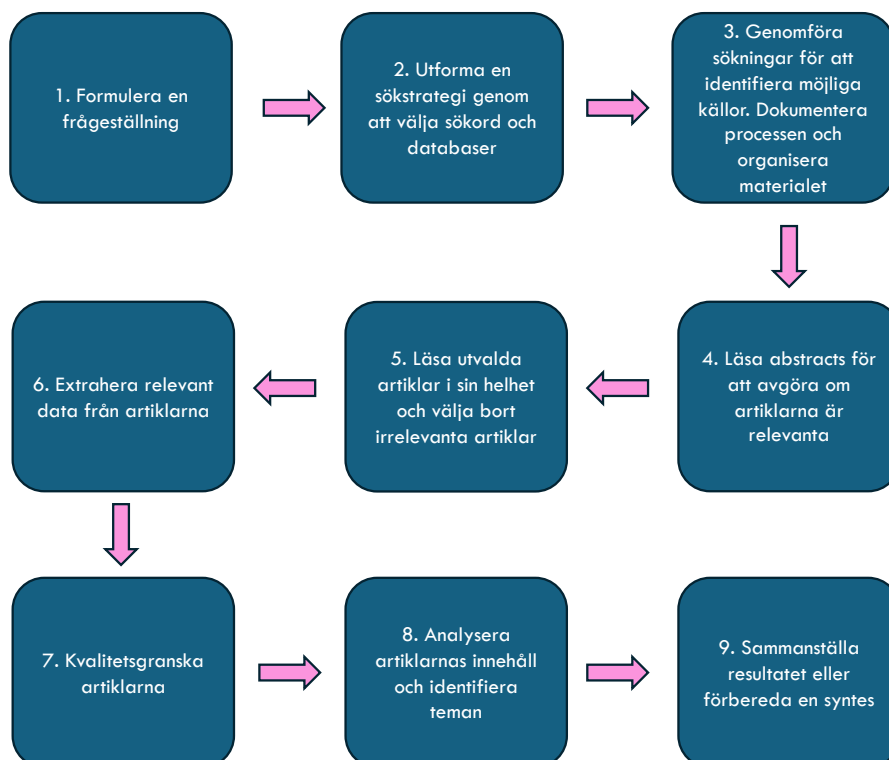 1. Formulera en
frågeställning
2. Utforma en
sökstrategi genom
att välja sökord och
databaser
3. Genomföra
sökningar för att
identifiera möjliga
källor. Dokumentera
processen och
organisera
materialet
4. Läsa abstracts för
att avgöra om
artiklarna är
relevanta
5. Läsa utvalda
artiklar i sin helhet
och välja bort
irrelevanta artiklar
6. Extrahera relevant
data från artiklarna
7. Kvalitetsgranska
artiklarna
8. Analysera
artiklarnas innehåll
och identifiera
teman
9. Sammanställa
resultatet eller
förbereda en syntes